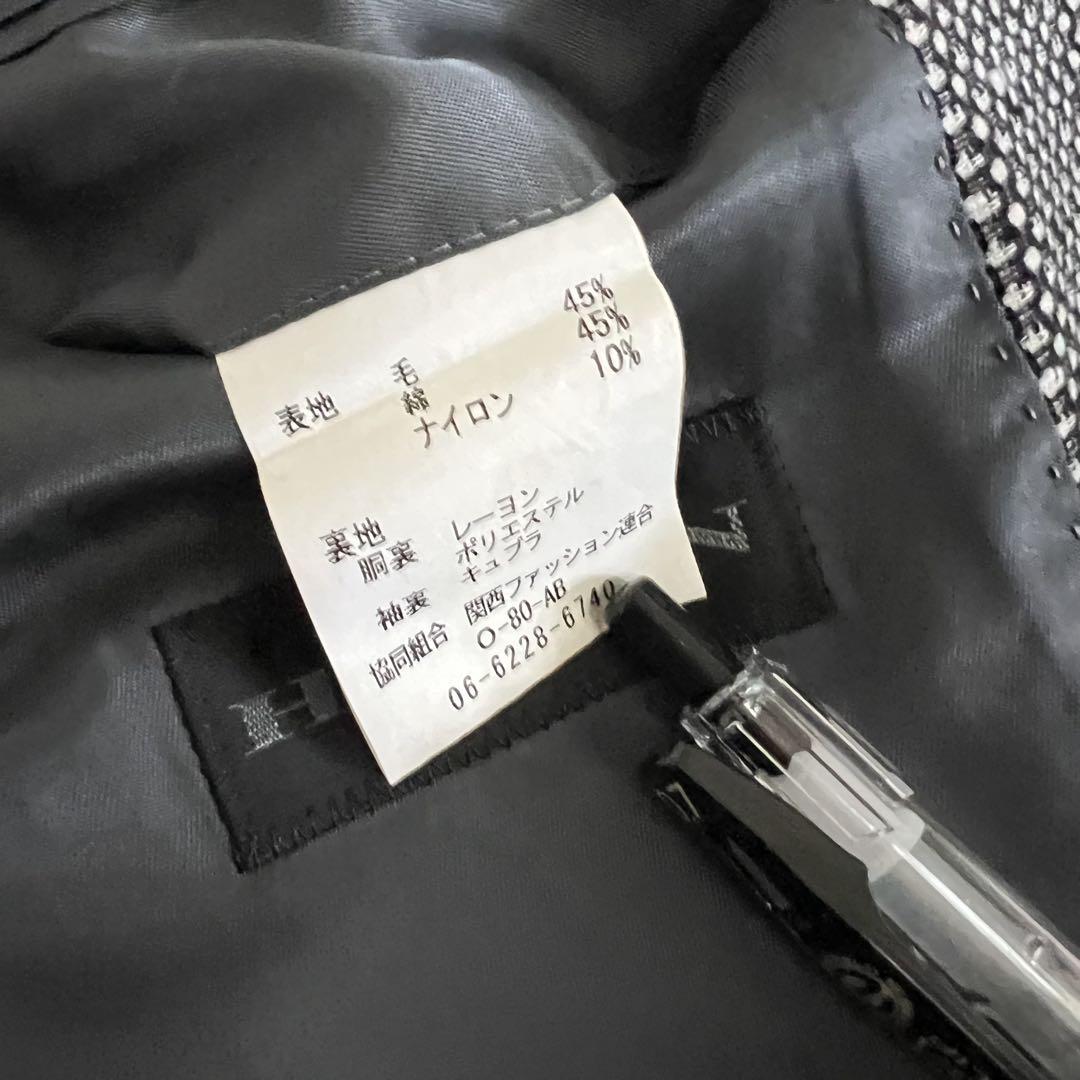 表地 毛 45%
綿 45%
ナイロン 10%
裏地 レーヨン
胴裏 ポリエステル
袖裏 キュプラ
協同組合 関西ファッション連合
O-80-AB
06-6228-6740